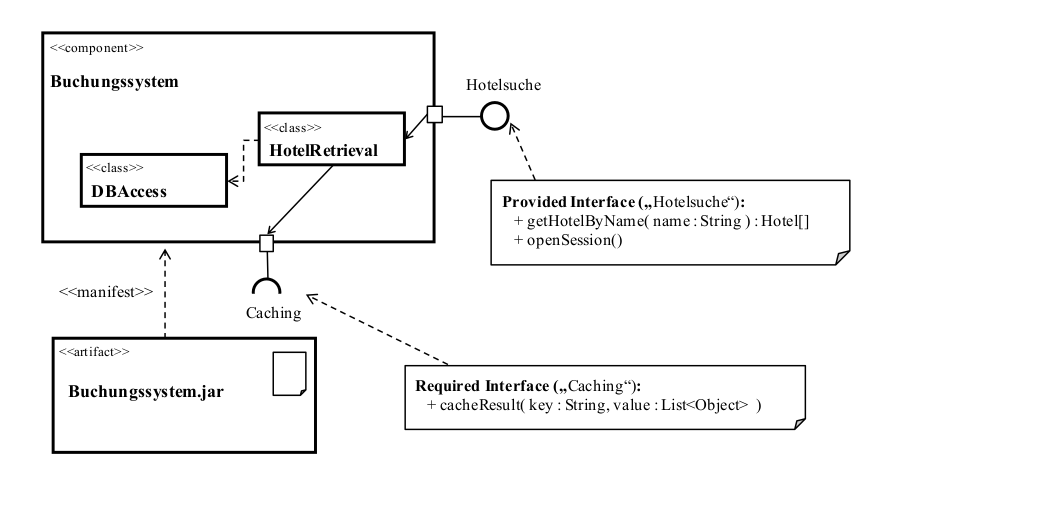 <<component>>
Buchungssystem
Hotelsuche
<<class>>
HotelRetrieval
<<class>>
DBAccess
Provided Interface („Hotelsuche“):
+ getHotelByName( name : String ) : Hotel[]
+ openSession()
<<manifest>>
Caching
<<artifact>>
Buchungssystem.jar
Required Interface („Caching“):
+ cacheResult( key : String, value : List<Object> )